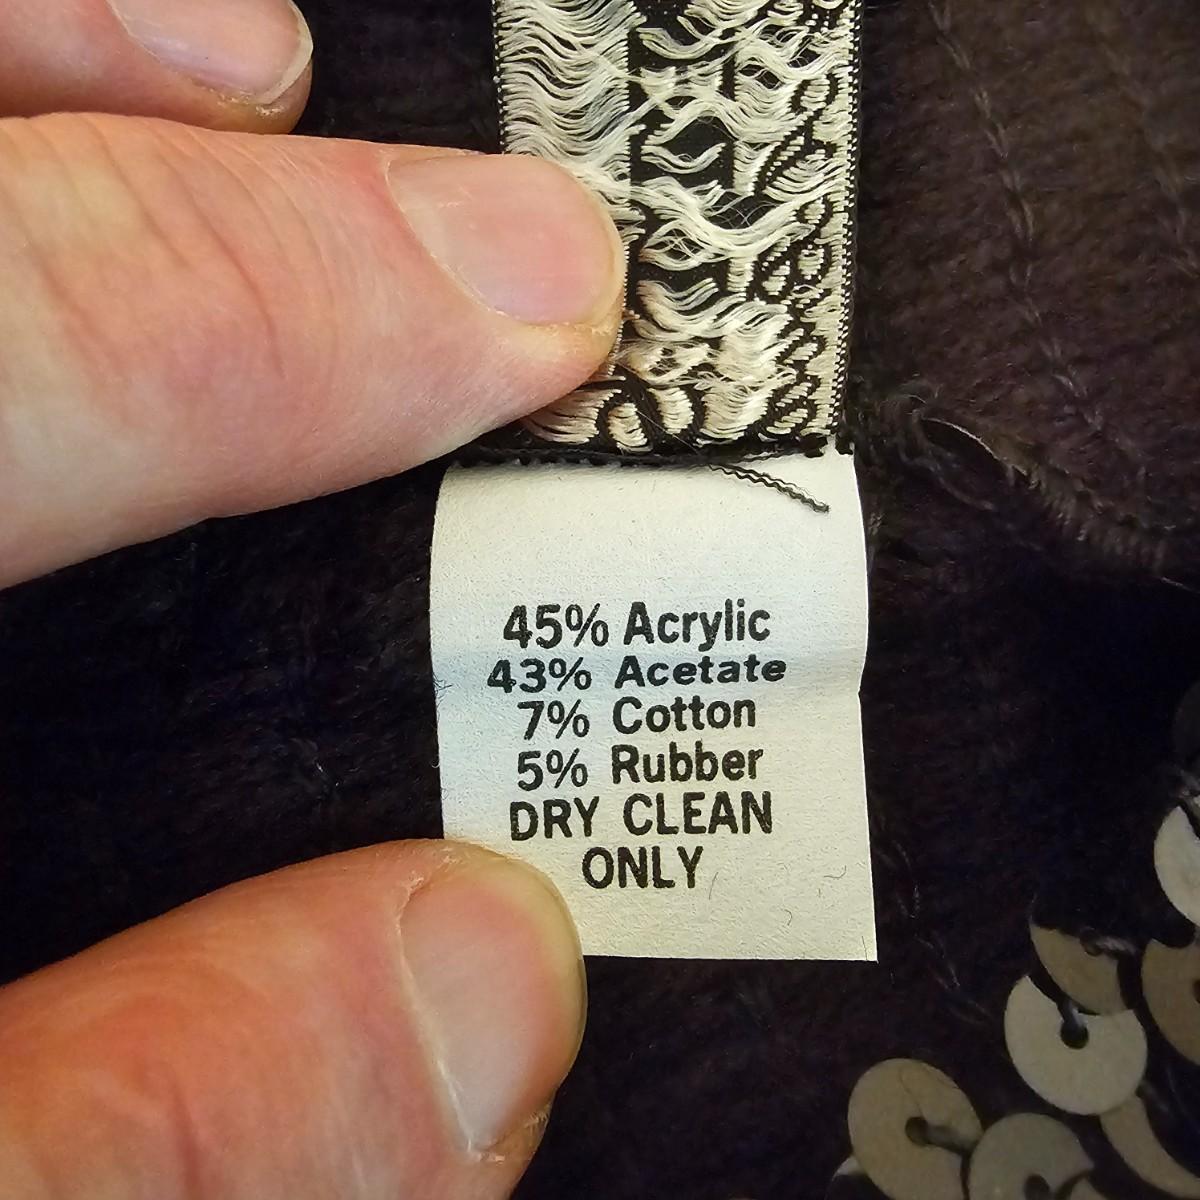 45% Acrylic
43% Acetate
7% Cotton
5% Rubber
DRY CLEAN
ONLY